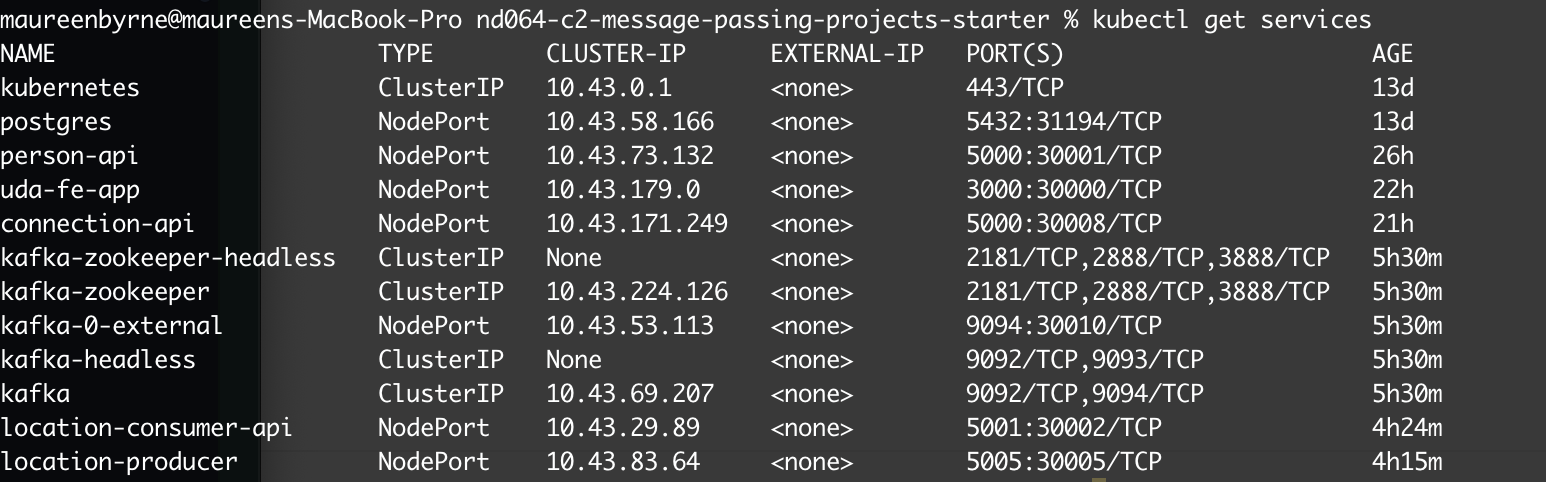 maureenbyrne@maureens-MacBook-Pro nd064-c2-message-passing-projects-starter % kubectl get services
NAME TYPE CLUSTER-IP EXTERNAL-IP PORT(S) AGE
kubernetes ClusterIP 10.43.0.1 <none> 443/TCP 13d
postgres NodePort 10.43.58.166 <none> 5432:31194/TCP 13d
person-api NodePort 10.43.73.132 <none> 5000:30001/TCP 26h
uda-fe-app NodePort 10.43.179.0 <none> 3000:30000/TCP 22h
connection-api NodePort 10.43.171.249 <none> 5000:30008/TCP 21h
kafka-zookeeper-headless ClusterIP None <none> 2181/TCP,2888/TCP,3888/TCP 5h30m
kafka-zookeeper ClusterIP 10.43.224.126 <none> 2181/TCP,2888/TCP,3888/TCP 5h30m
kafka-0-external NodePort 10.43.53.113 <none> 9094:30010/TCP 5h30m
kafka-headless ClusterIP None <none> 9092/TCP,9093/TCP 5h30m
kafka ClusterIP 10.43.69.207 <none> 9092/TCP,9094/TCP 5h30m
location-consumer-api NodePort 10.43.29.89 <none> 5001:30002/TCP 4h24m
location-producer NodePort 10.43.83.64 <none> 5005:30005/TCP 4h15m